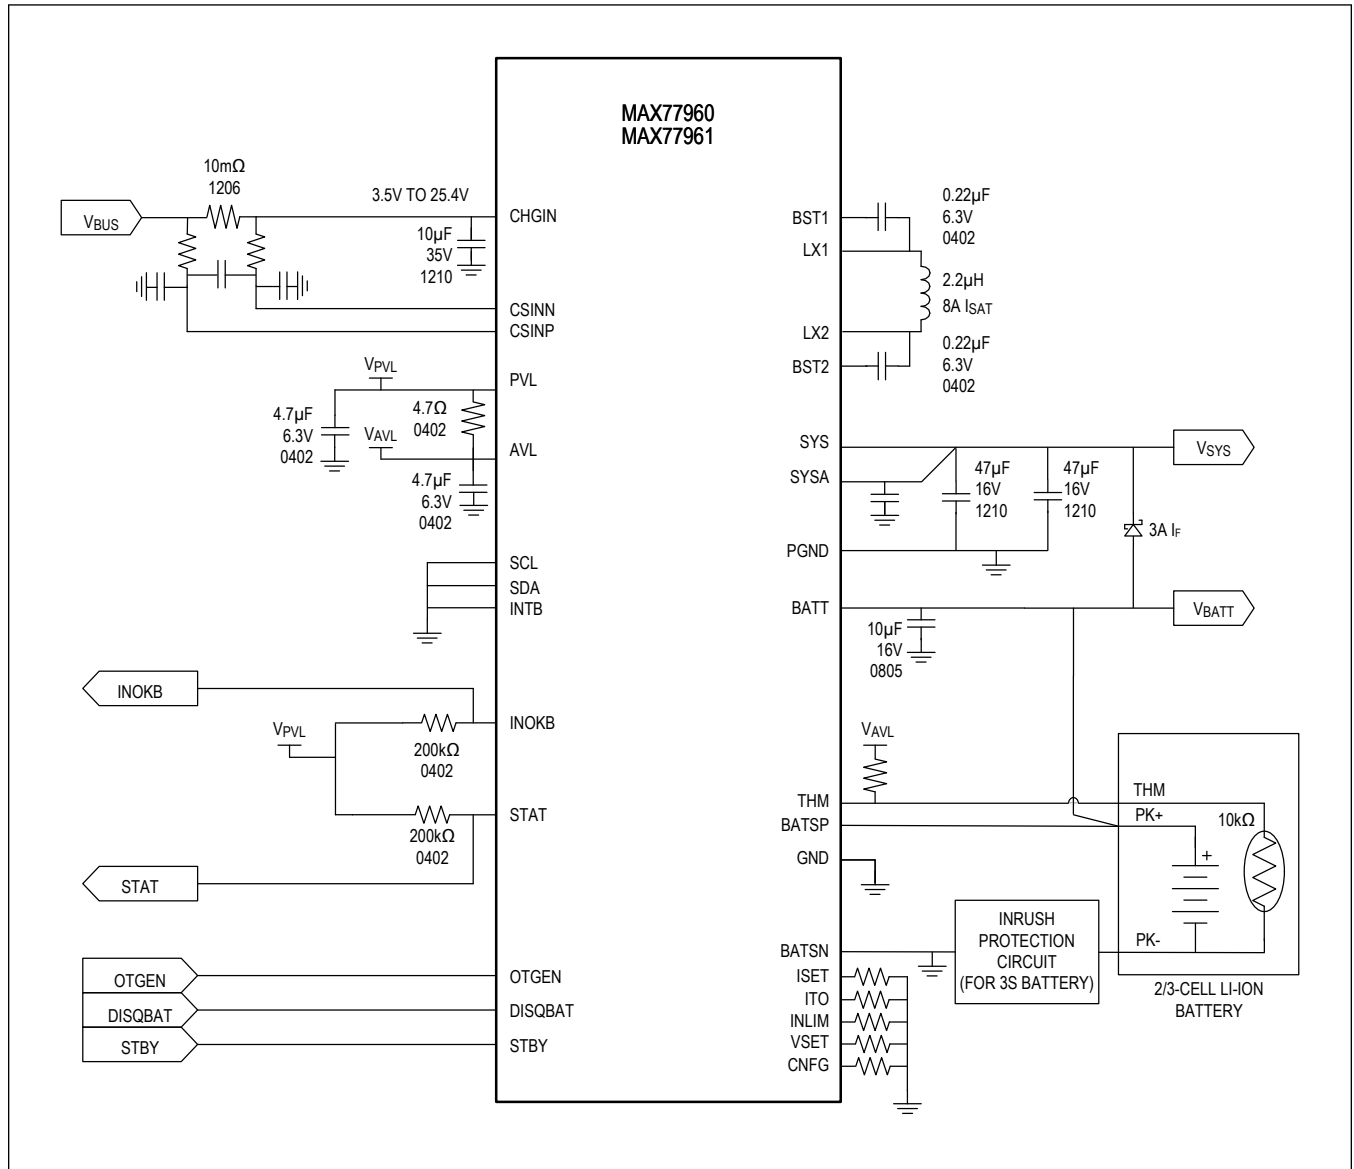 MAX77960
MAX77961
10mΩ
1206
3.5V TO 25.4V
VBUS
CHGIN
10µF
35V
1210
CSINN
CSINP
VPVL
PVL
4.7µF
6.3V
0402
4.7Ω
0402
VAVL
AVL
4.7µF
6.3V
0402
SCL
SDA
INTB
INOKB
INOKB
VPVL
200kΩ
0402
STAT
200kΩ
0402
STAT
OTGEN
OTGEN
DISQBAT
DISQBAT
STBY
STBY
BST1
0.22µF
6.3V
0402
LX1
2.2µH
8A ISAT
LX2
0.22µF
6.3V
0402
BST2
SYS
VSYS
SYSA
47µF
16V
1210
47µF
16V
1210
3A IF
PGND
BATT
VBATT
10µF
16V
0805
VAVL
THM
THM
BATSP
PK+
10kΩ
+
GND
INRUSH
PROTECTION
CIRCUIT
(FOR 3S BATTERY)
BATSN
PK-
2/3-CELL LI-ION
BATTERY
ISET
ITO
INLIM
VSET
CNFG